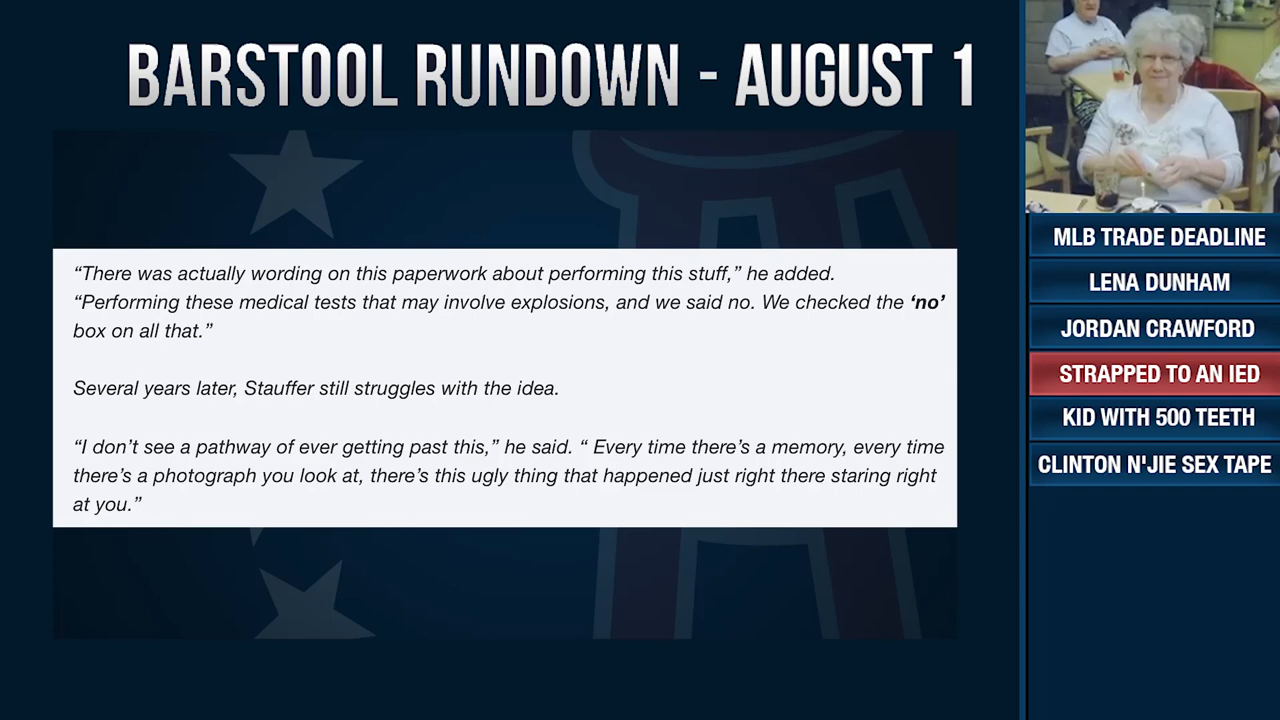 BARSTOOL RUNDOWN - AUGUST 1
“There was actually wording on this paperwork about performing this stuff,” he added.
“Performing these medical tests that may involve explosions, and we said no. We checked the ‘no’
box on all that.”
Several years later, Stauffer still struggles with the idea.
“I don’t see a pathway of ever getting past this,” he said. “ Every time there’s a memory, every time
there’s a photograph you look at, there’s this ugly thing that happened just right there staring right
at you.”
MLB TRADE DEADLINE
LENA DUNHAM
JORDAN CRAWFORD
STRAPPED TO AN IED
KID WITH 500 TEETH
CLINTON N'JIE SEX TAPE